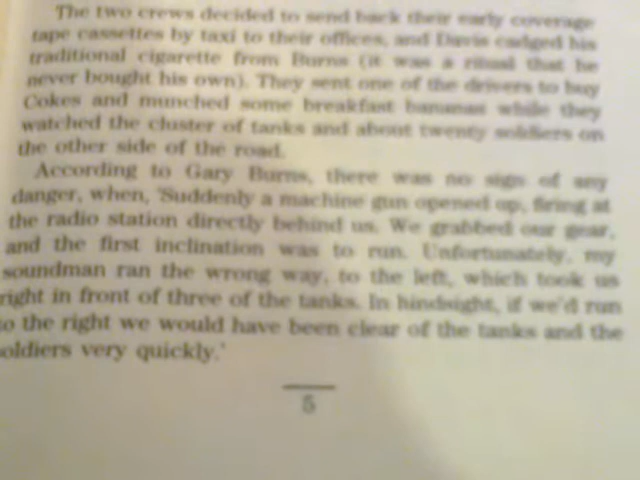 The two crews decided to send back their early coverage
tape cassettes by taxi to their offices, and Davis cadged his
traditional cigarette from Burns (it was a ritual that he
never bought his own). They sent one of the drivers to buy
Cokes and munched some breakfast bananas while they
watched the cluster of tanks and about twenty soldiers on
the other side of the road.
According to Gary Burns, there was no sign of any
danger, when, 'Suddenly a machine gun opened up, firing at
the radio station directly behind us. We grabbed our gear,
and the first inclination was to run. Unfortunately, my
soundman ran the wrong way, to the left, which took us
right in front of three of the tanks. In hindsight, if we'd run
to the right we would have been clear of the tanks and the
oldiers very quickly.'
5